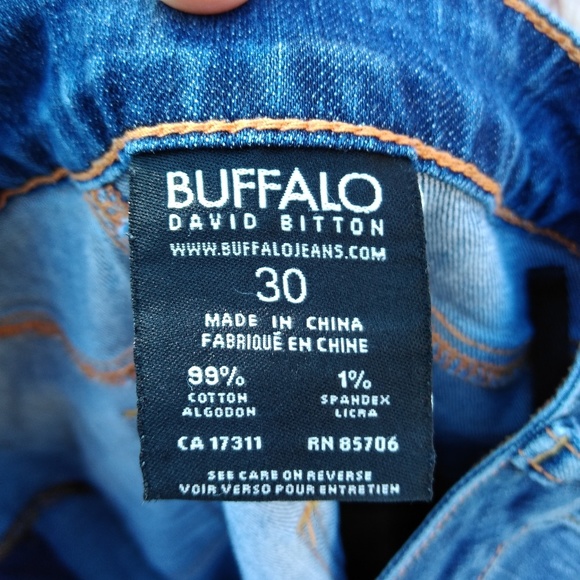 BUFFALO
DAVID BITTON
WWW.BUFFALOJEANS.COM
30
MADE IN CHINA
FABRIQUÉ EN CHINE
99% 1%
COTTON SPANDEX
ALGODON LICRA
CA 17311 RN 85706
SEE CARE ON REVERSE
VOIR VERSO POUR ENTRETIEN